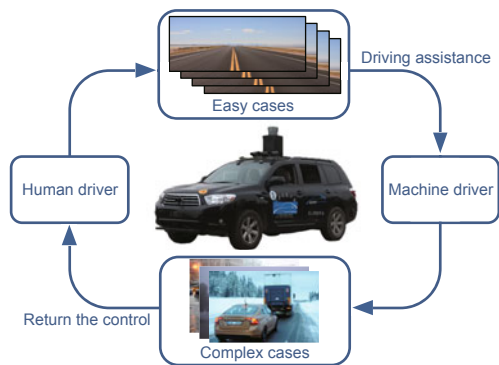 Easy cases
Driving assistance
Human driver
Machine driver
Return the control
Complex cases